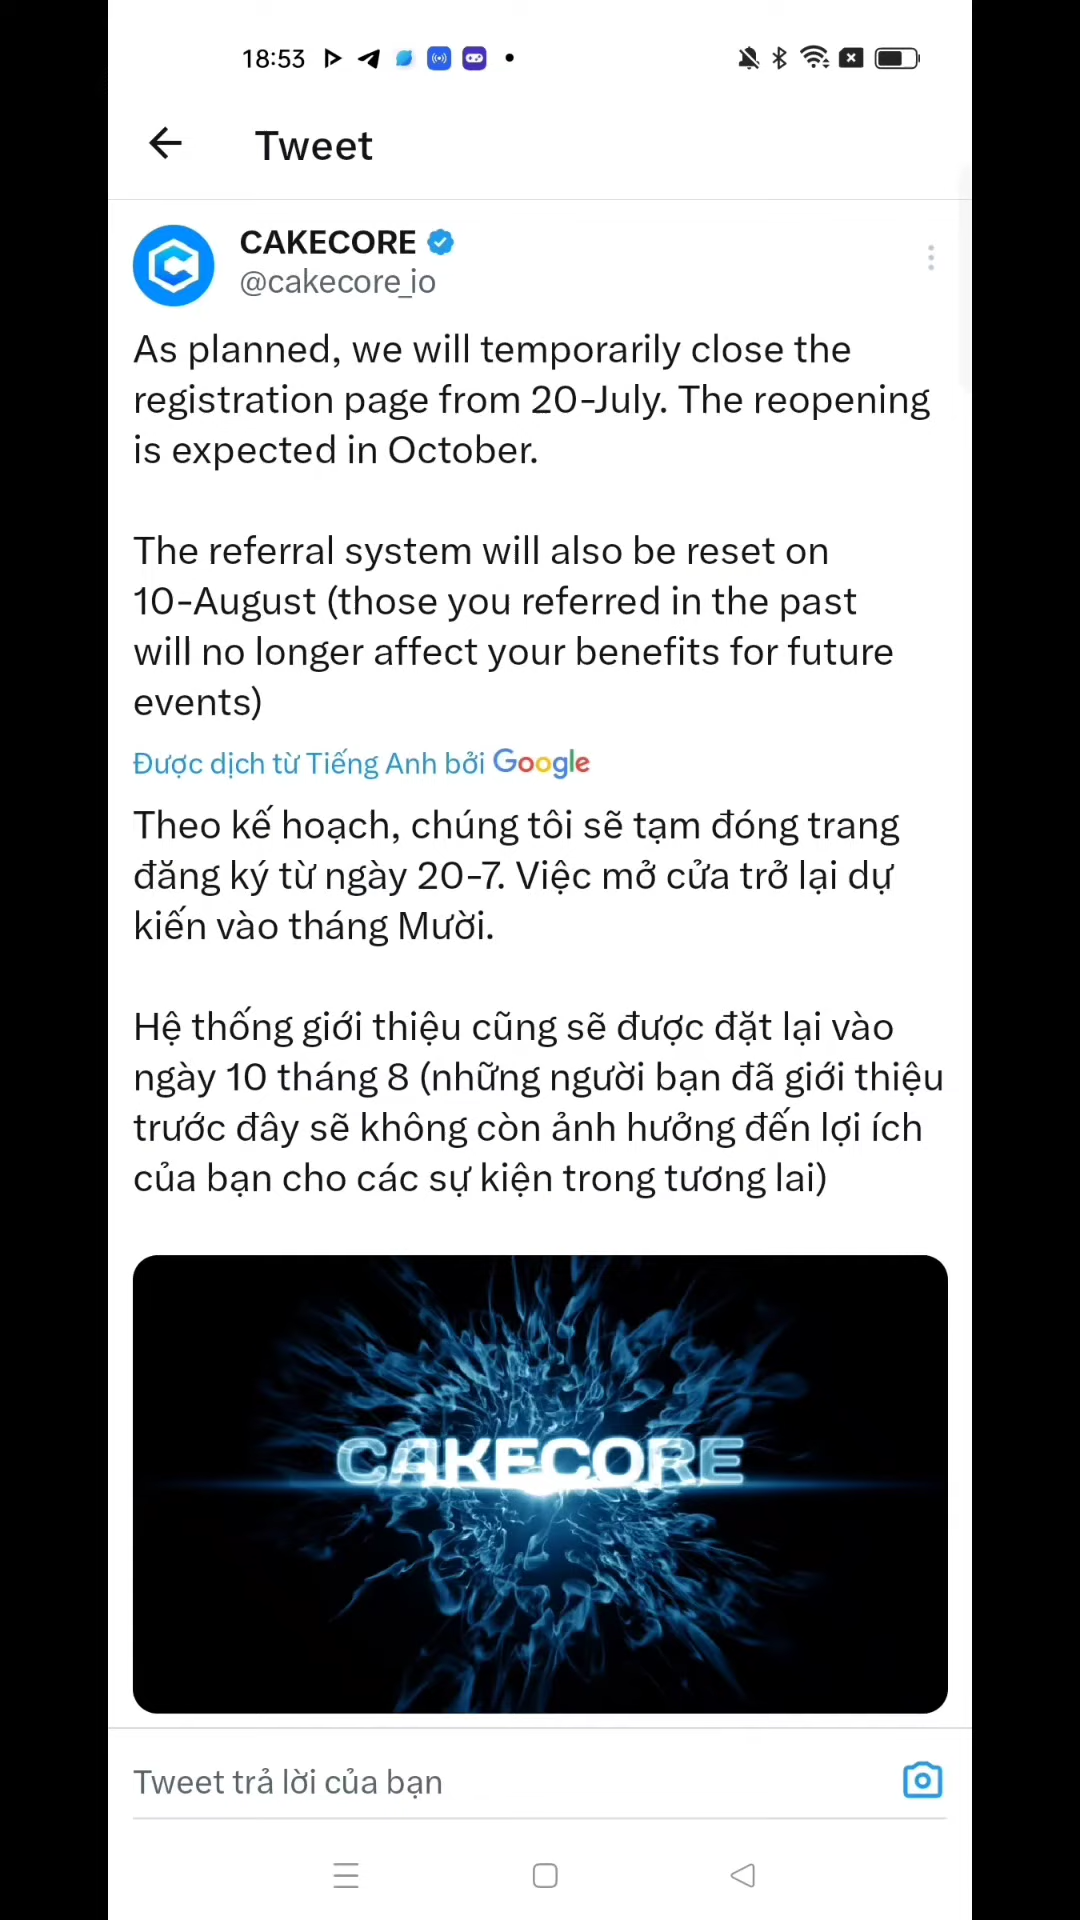 18:53
Tweet
CAKECORE
@cakecore_io
As planned, we will temporarily close the
registration page from 20-July. The reopening
is expected in October.
The referral system will also be reset on
10-August (those you referred in the past
will no longer affect your benefits for future
events)
Được dịch từ Tiếng Anh bởi Google
Theo kế hoạch, chúng tôi sẽ tạm đóng trang
đăng ký từ ngày 20-7. Việc mở cửa trở lại dự
kiến vào tháng Mười.
Hệ thống giới thiệu cũng sẽ được đặt lại vào
ngày 10 tháng 8 (những người bạn đã giới thiệu
trước đây sẽ không còn ảnh hưởng đến lợi ích
của bạn cho các sự kiện trong tương lai)
CAKECORE
Tweet trả lời của bạn